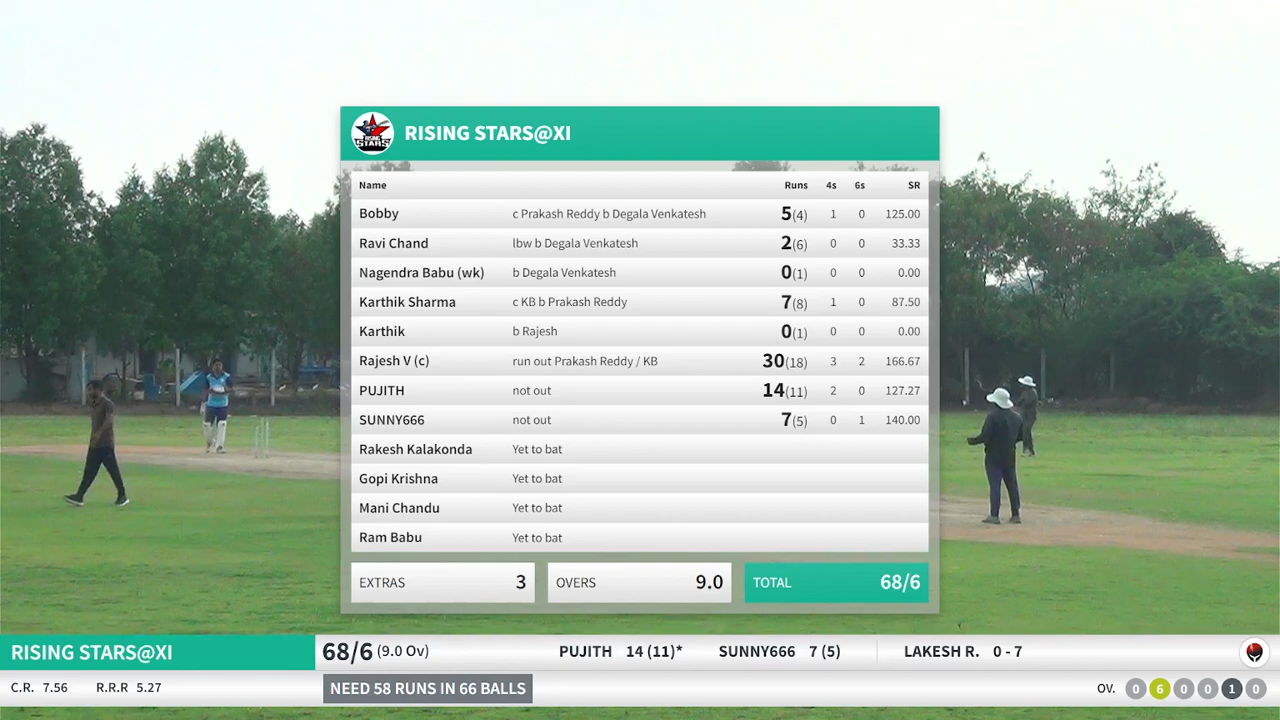 RISING STARS
RISING STARS@XI
Name Runs 4s 6s SR
Bobby c Prakash Reddy b Degala Venkatesh 5(4) 1 0 125.00
Ravi Chand lbw b Degala Venkatesh 2(6) 0 0 33.33
Nagendra Babu (wk) b Degala Venkatesh 0(1) 0 0 0.00
Karthik Sharma c KB b Prakash Reddy 7(8) 1 0 87.50
Karthik b Rajesh 0(1) 0 0 0.00
Rajesh V (c) run out Prakash Reddy / KB 30(18) 3 2 166.67
PUJITH not out 14(11) 2 0 127.27
SUNNY666 not out 7(5) 0 1 140.00
Rakesh Kalakonda Yet to bat
Gopi Krishna Yet to bat
Mani Chandu Yet to bat
Ram Babu Yet to bat
EXTRAS 3 OVERS 9.0 TOTAL 68/6
RISING STARS@XI 68/6 (9.0 Ov) PUJITH 14 (11)* SUNNY666 7 (5) LAKESH R. 0 - 7
C.R. 7.56 R.R.R 5.27 NEED 58 RUNS IN 66 BALLS OV. 0 6 0 0 1 0